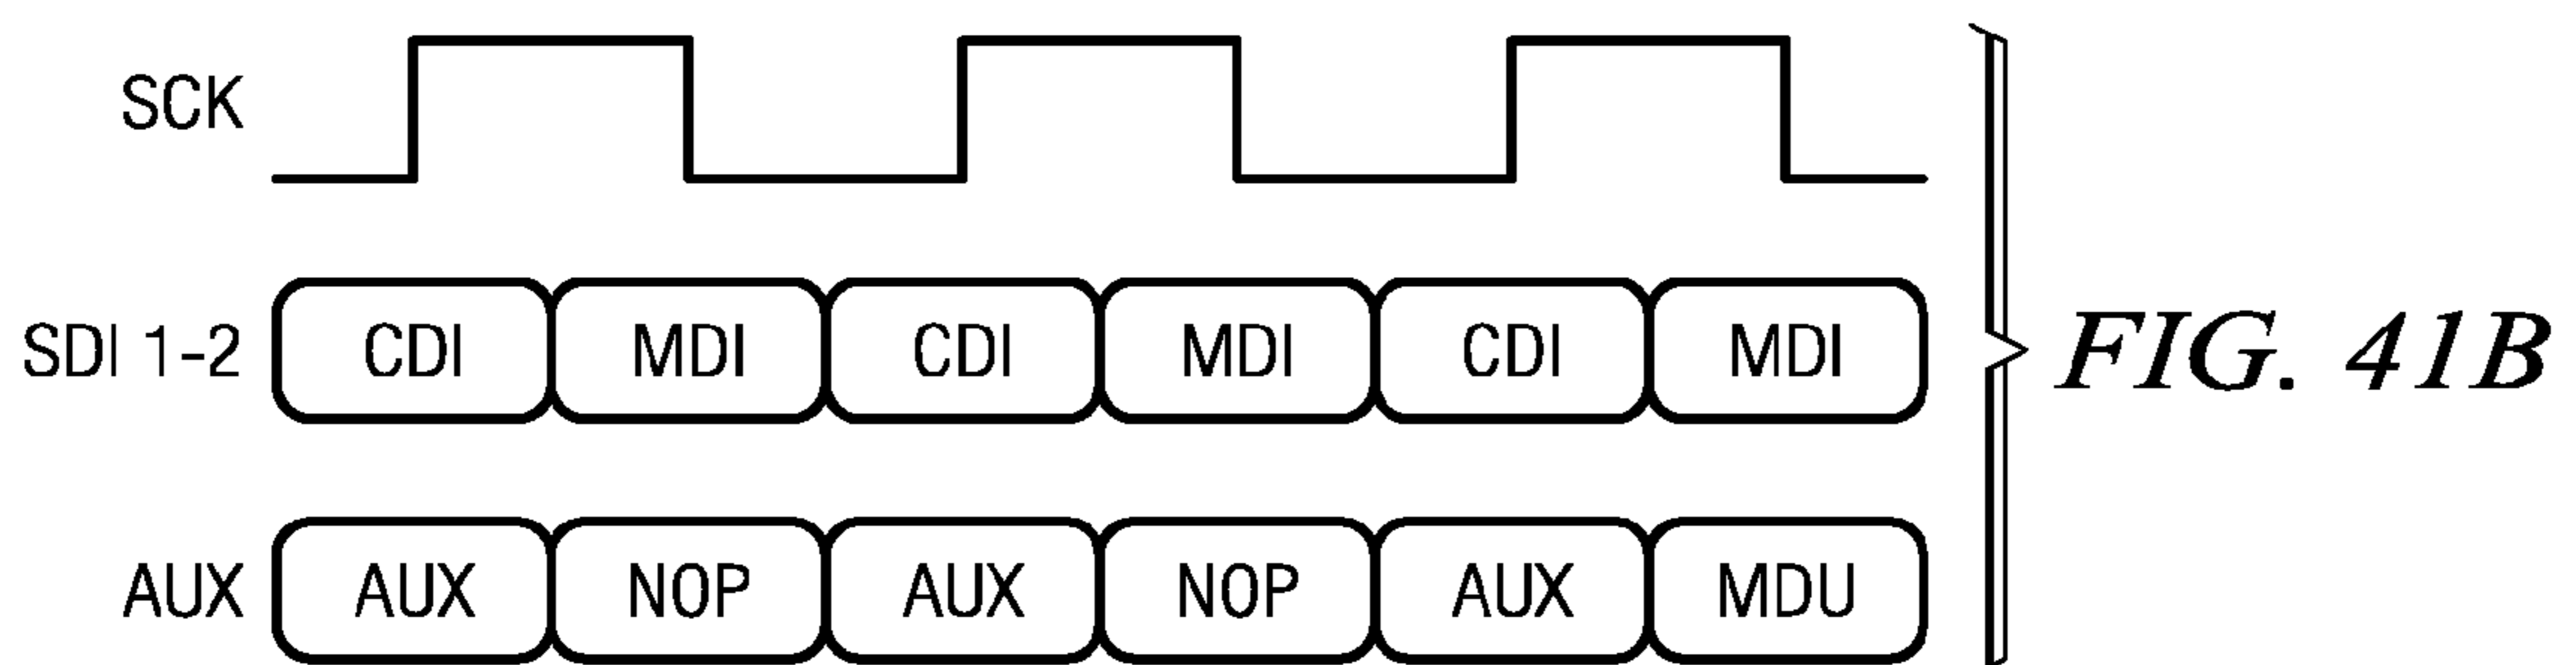 SCK
SDI 1-2 CDI MDI CDI MDI CDI MDI
AUX AUX NOP AUX NOP AUX MDU
FIG. 41B